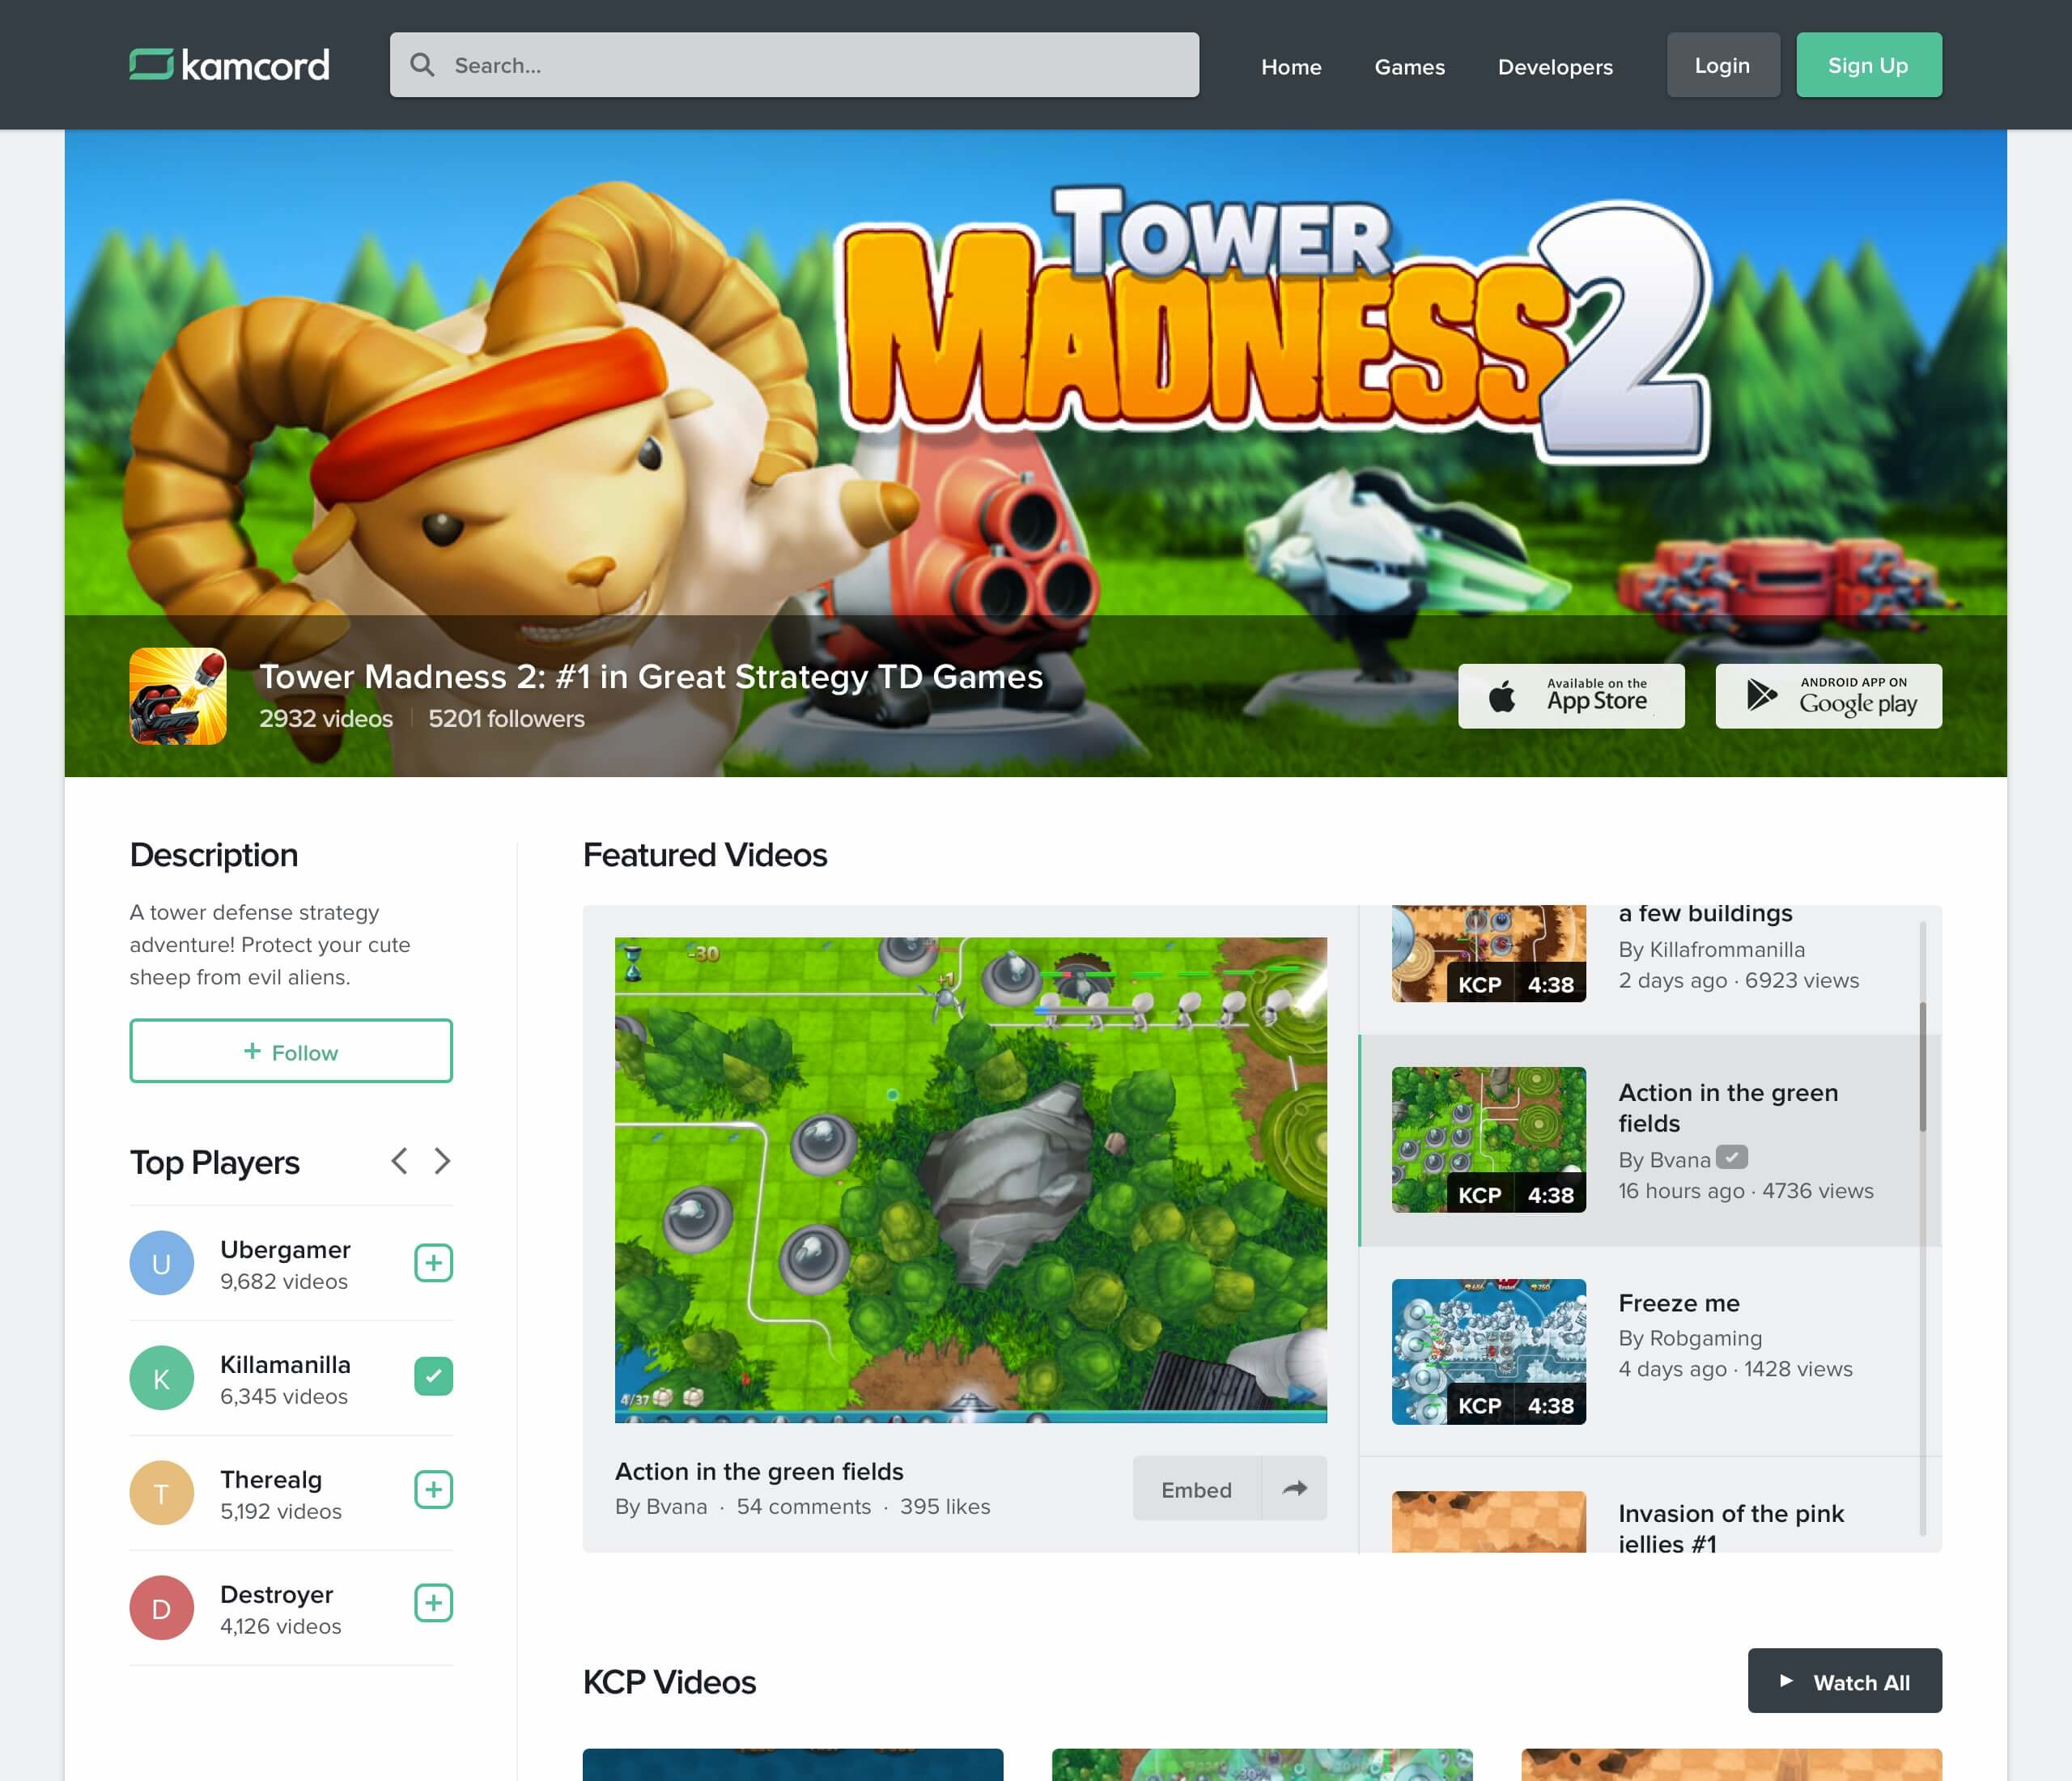 kamcord
Search...
Home
Games
Developers
Login
Sign Up
TOWER
MADNESS 2
Tower Madness 2: #1 in Great Strategy TD Games
2932 videos
5201 followers
Available on the
App Store
ANDROID APP ON
Google play
Description
A tower defense strategy
adventure! Protect your cute
sheep from evil aliens.
+ Follow
Top Players
U
Ubergamer
9,682 videos
K
Killamanilla
6,345 videos
T
Therealg
5,192 videos
D
Destroyer
4,126 videos
Featured Videos
-30
+1
4/37
Action in the green fields
By Bvana · 54 comments · 395 likes
Embed
a few buildings
By Killafrommanilla
2 days ago · 6923 views
KCP 4:38
Action in the green
fields
By Bvana
16 hours ago · 4736 views
KCP 4:38
Freeze me
By Robgaming
4 days ago · 1428 views
KCP 4:38
Invasion of the pink
jellies #1
KCP Videos
Watch All